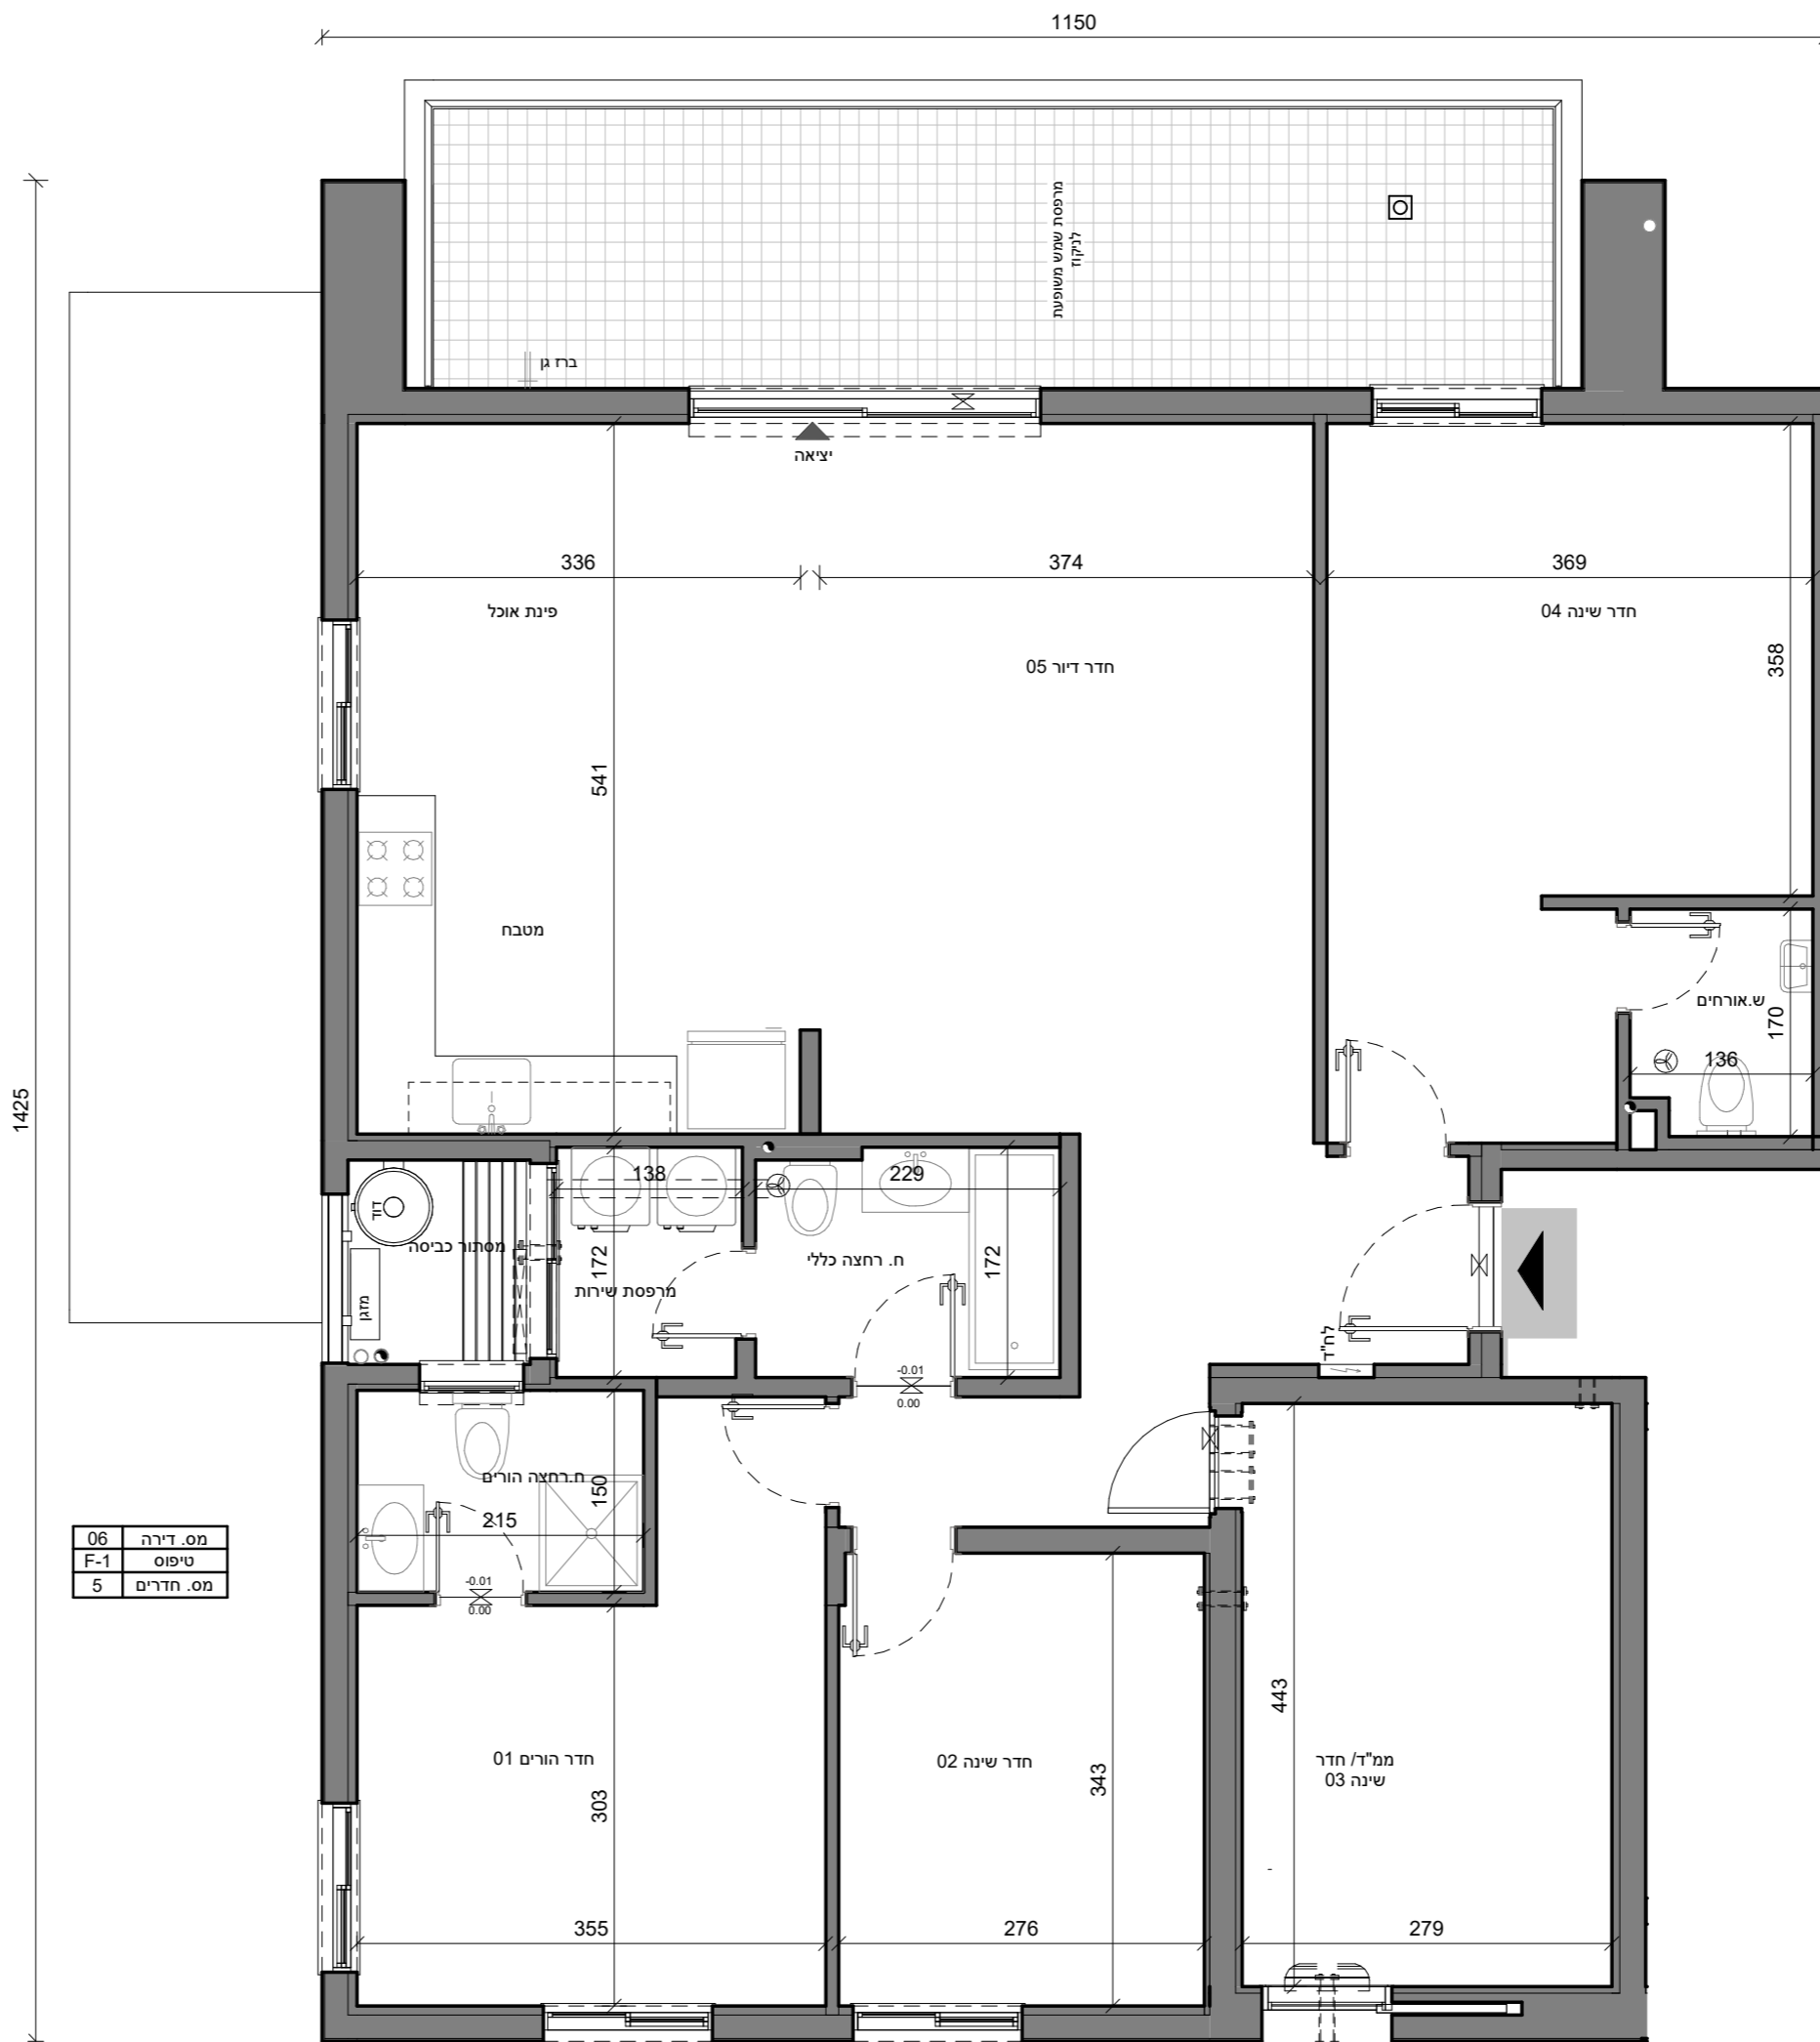 1150
1425
מרפסת שמש משופעת
לניקוז
ברז גן
יציאה
336
374
369
פינת אוכל
חדר דיור 05
חדר שינה 04
358
541
מטבח
ש.אורחים
170
136
138
229
דוד
מסתור כביסה
172
מרפסת שירות
ח. רחצה כללי
172
מזגן
לח"ד
-0.01
0.00
ח.רחצה הורים
150
215
-0.01
0.00
מס. דירה 06
טיפוס F-1
מס. חדרים 5
443
חדר הורים 01
חדר שינה 02
ממ"ד/ חדר
שינה 03
303
343
355
276
279